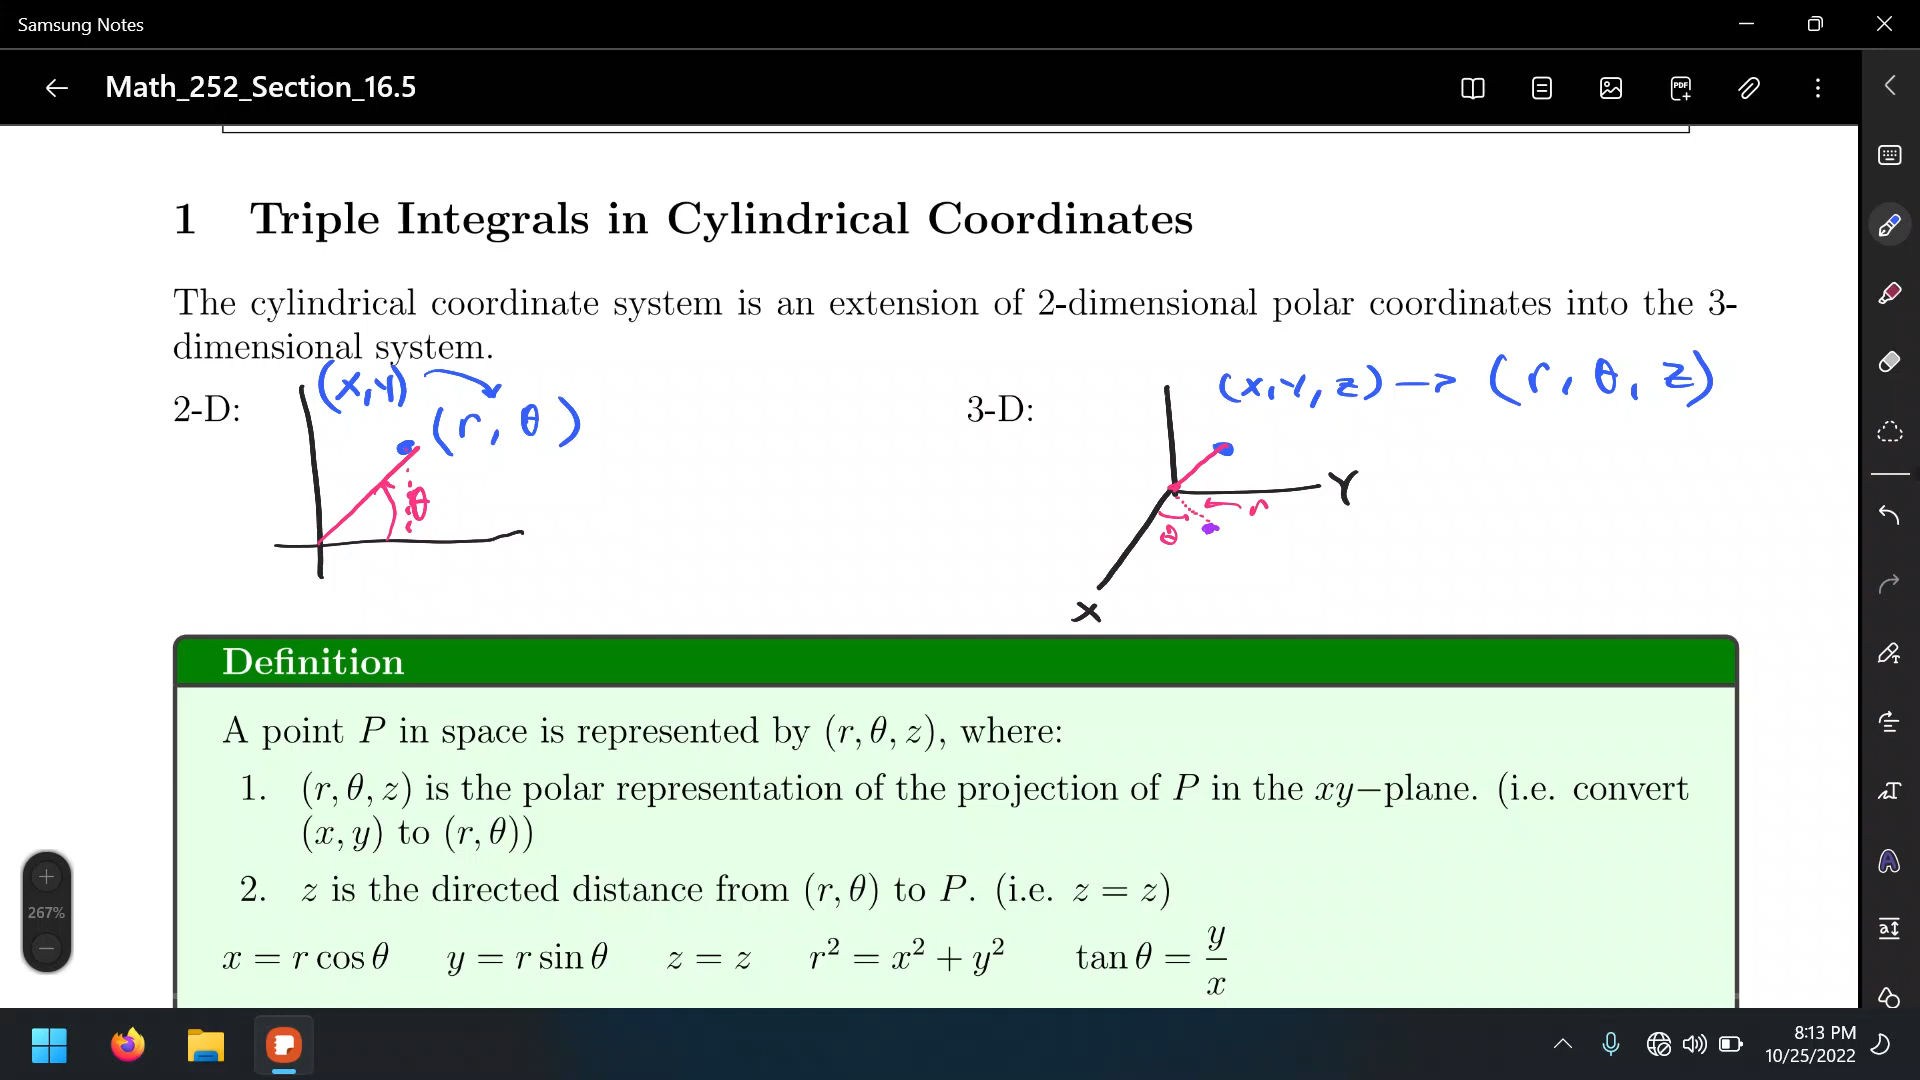 Samsung Notes
Math_252_Section_16.5
PDF
1 Triple Integrals in Cylindrical Coordinates
The cylindrical coordinate system is an extension of 2-dimensional polar coordinates into the 3-
dimensional system.
2-D:
(x,y)
(r, θ)
θ
3-D:
(x,y,z) -> (r, θ, z)
Y
r
θ
X
Definition
A point P in space is represented by (r, θ, z), where:
1. (r, θ, z) is the polar representation of the projection of P in the xy−plane. (i.e. convert
(x, y) to (r, θ))
2. z is the directed distance from (r, θ) to P. (i.e. z = z)
x = r cos θ y = r sin θ z = z r² = x² + y² tan θ = y/x
267%
8:13 PM
10/25/2022